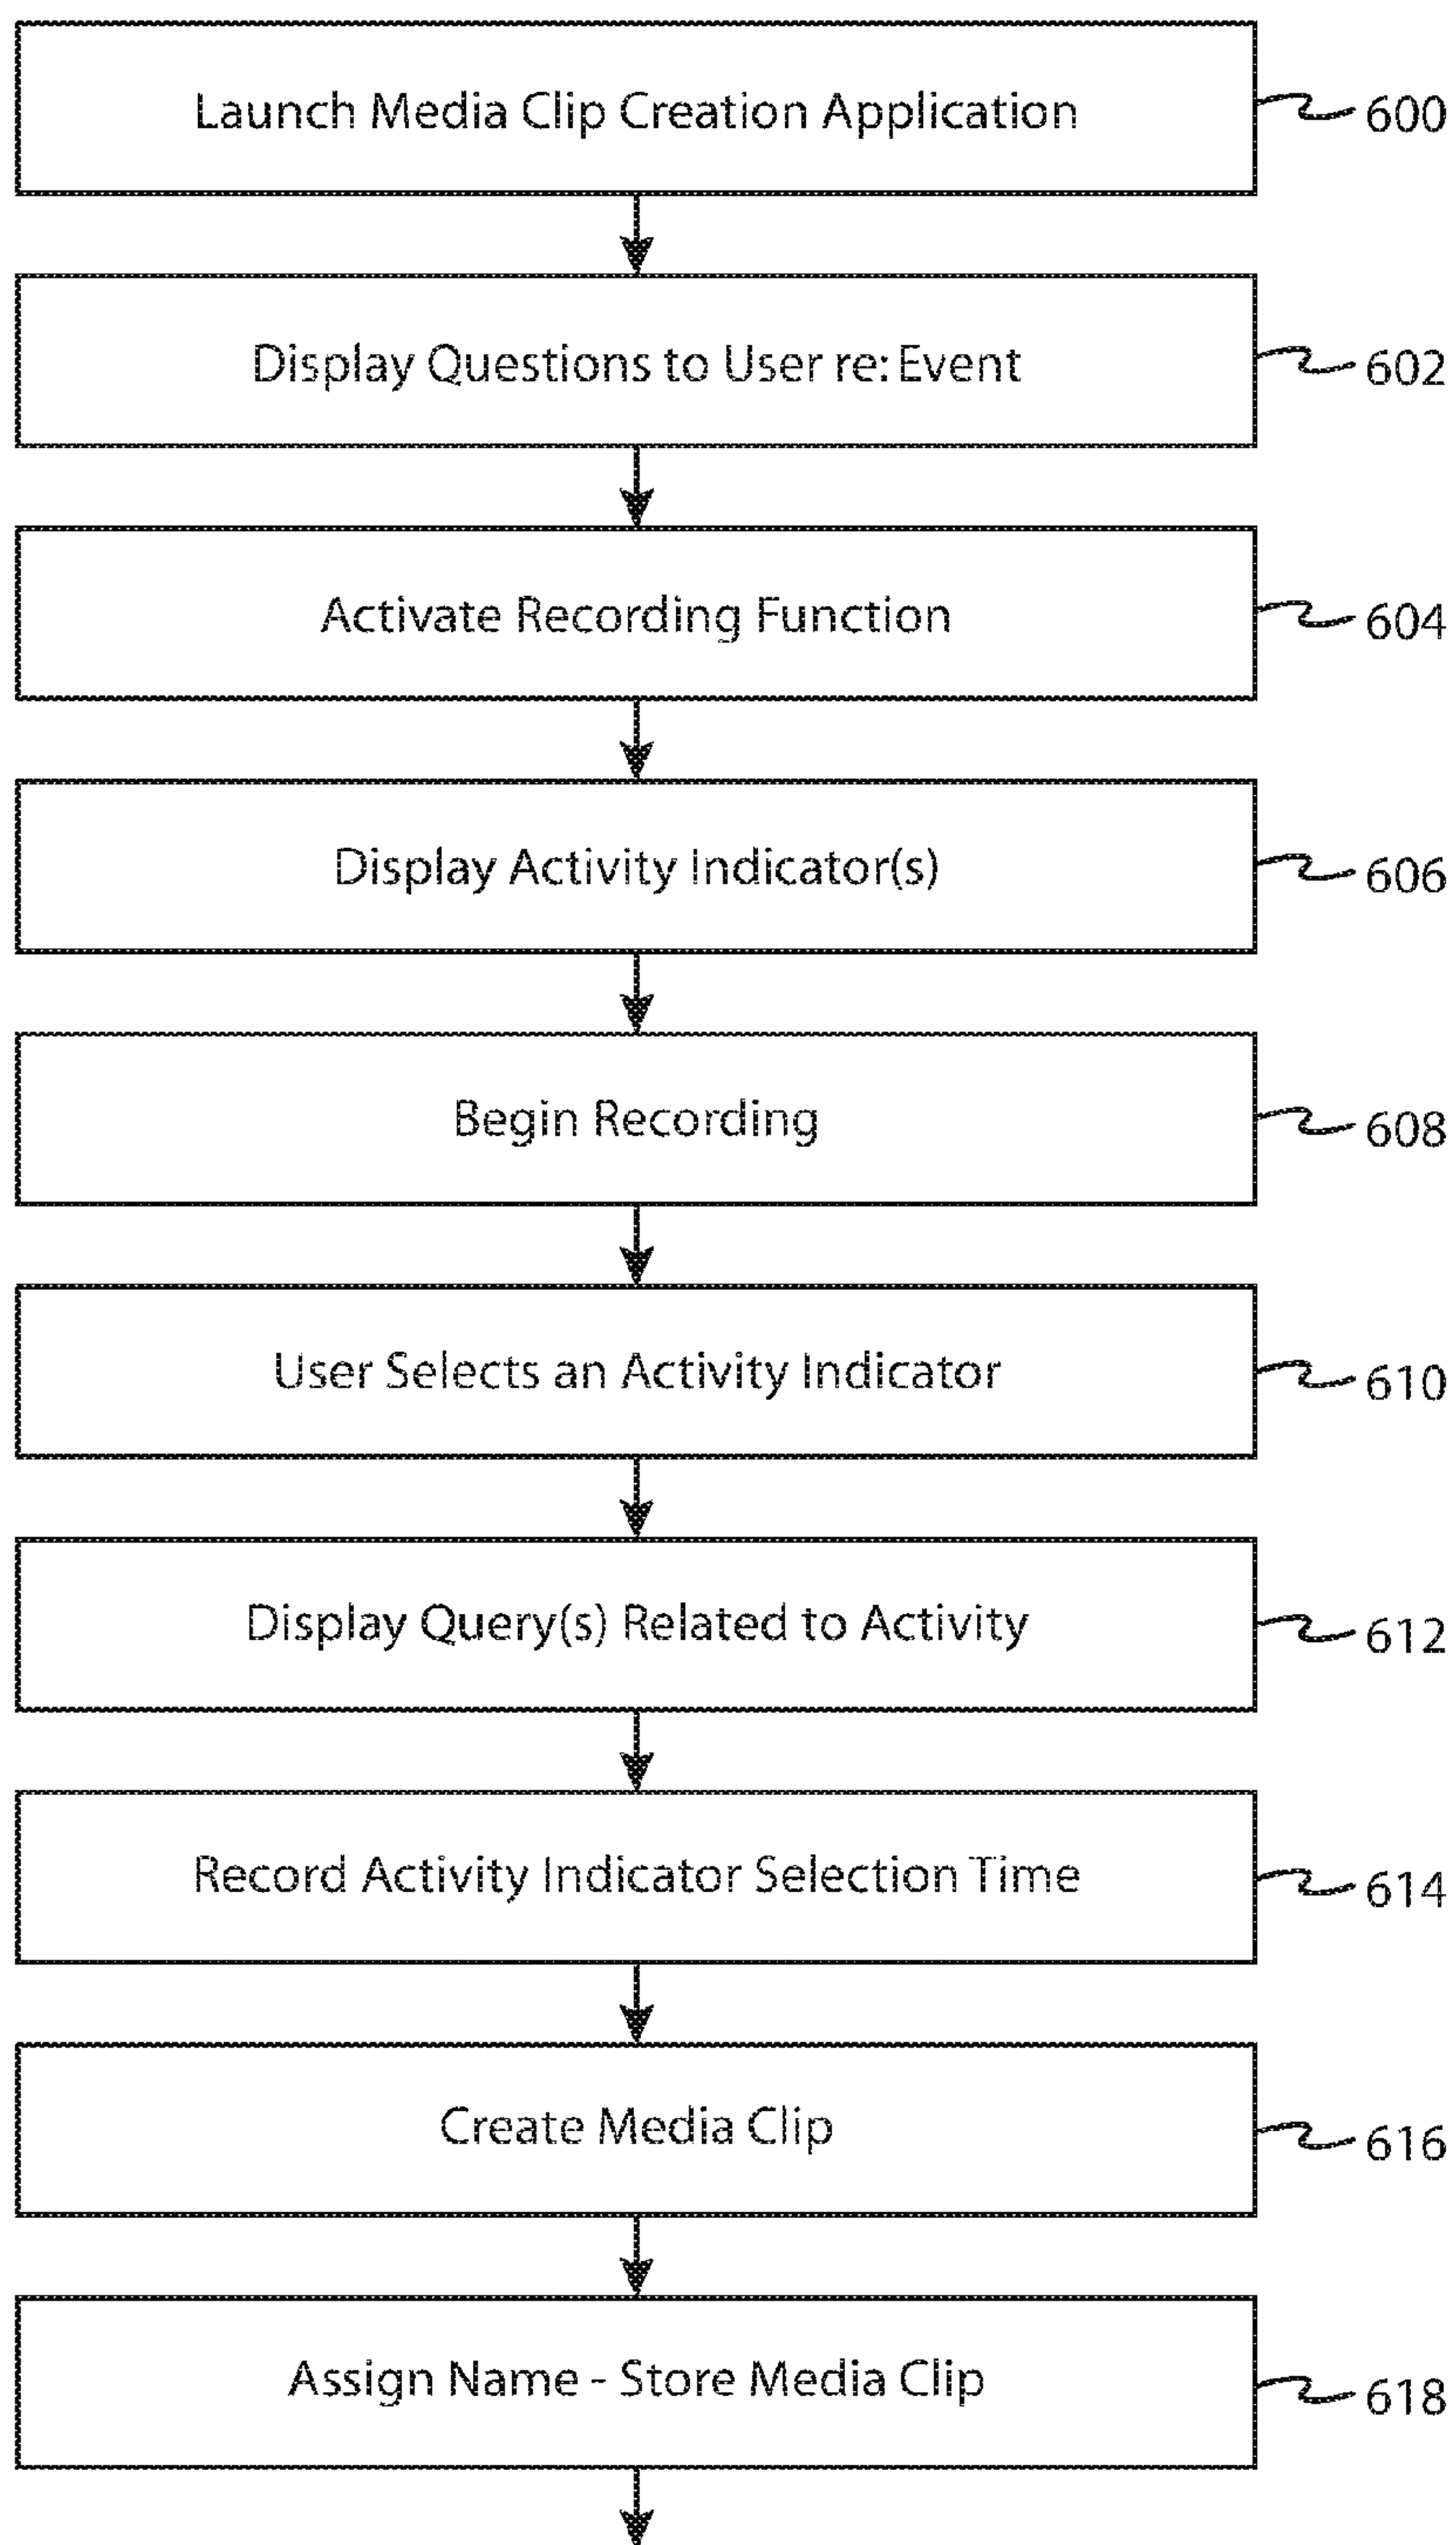 Launch Media Clip Creation Application
600
Display Questions to User re: Event
602
Activate Recording Function
604
Display Activity Indicator(s)
606
Begin Recording
608
User Selects an Activity Indicator
610
Display Query(s) Related to Activity
612
Record Activity Indicator Selection Time
614
Create Media Clip
616
Assign Name - Store Media Clip
618